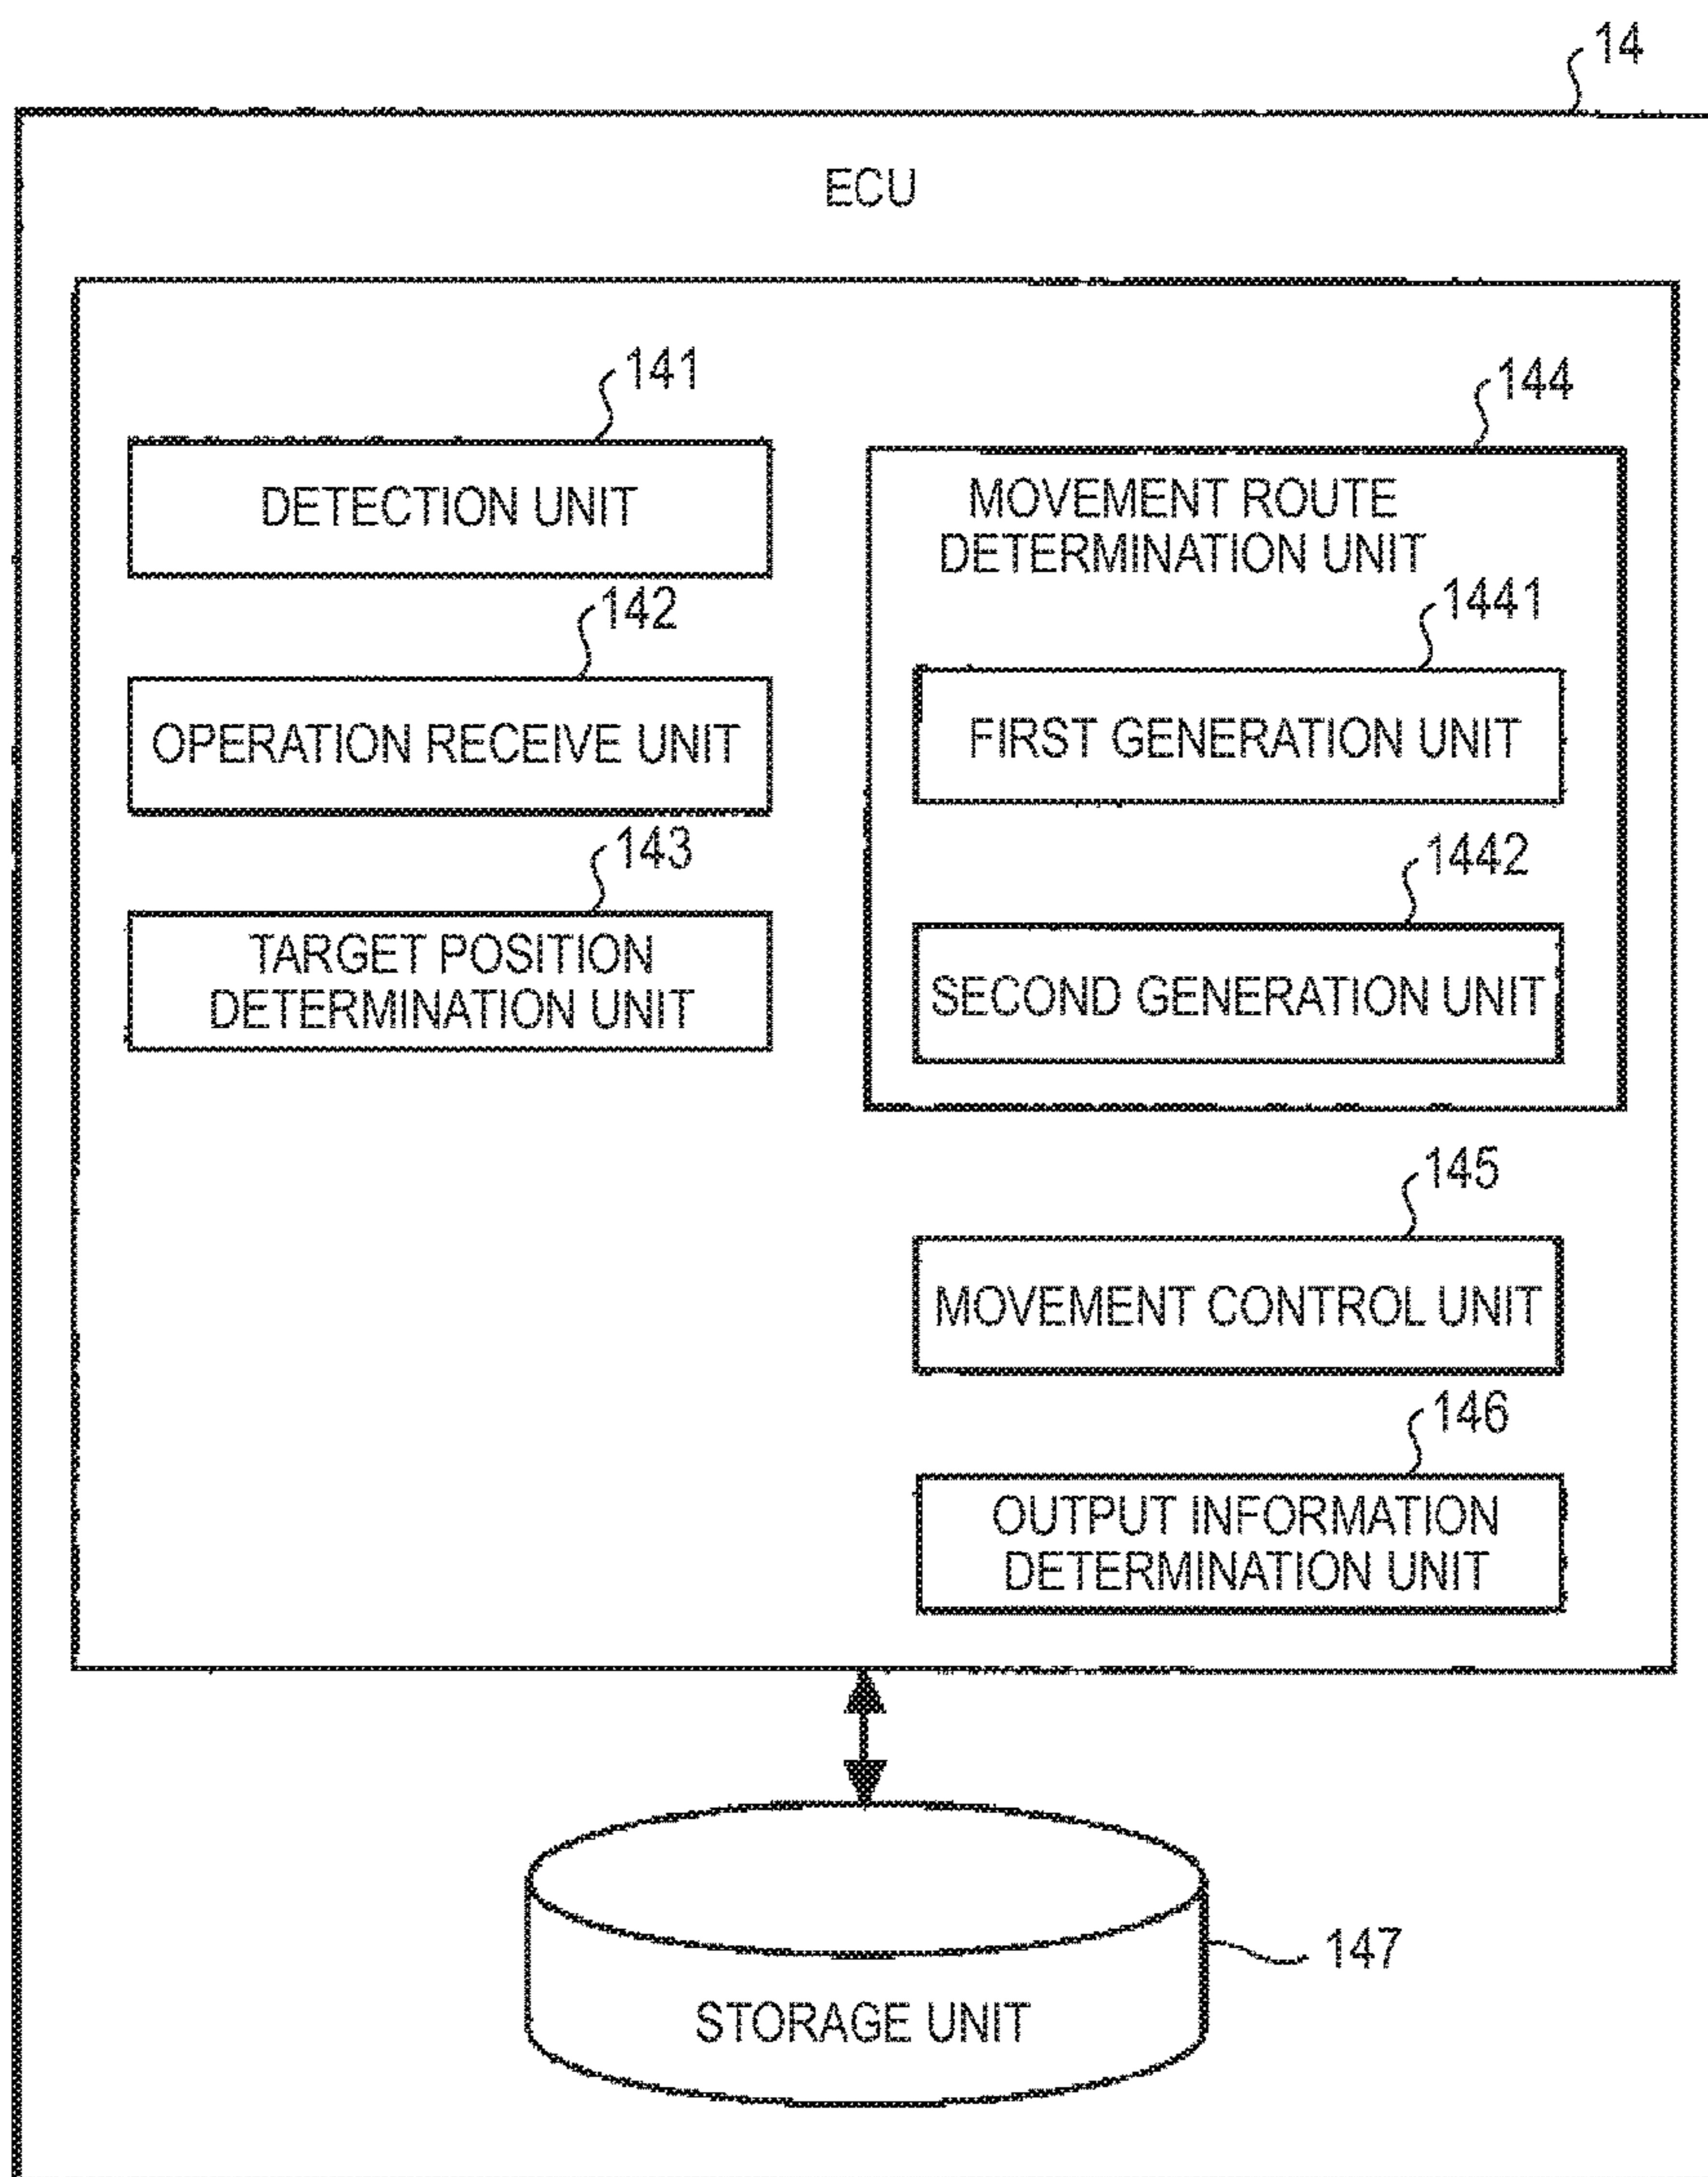 14
ECU
141
DETECTION UNIT
142
OPERATION RECEIVE UNIT
143
TARGET POSITION
DETERMINATION UNIT
144
MOVEMENT ROUTE
DETERMINATION UNIT
1441
FIRST GENERATION UNIT
1442
SECOND GENERATION UNIT
145
MOVEMENT CONTROL UNIT
146
OUTPUT INFORMATION
DETERMINATION UNIT
147
STORAGE UNIT